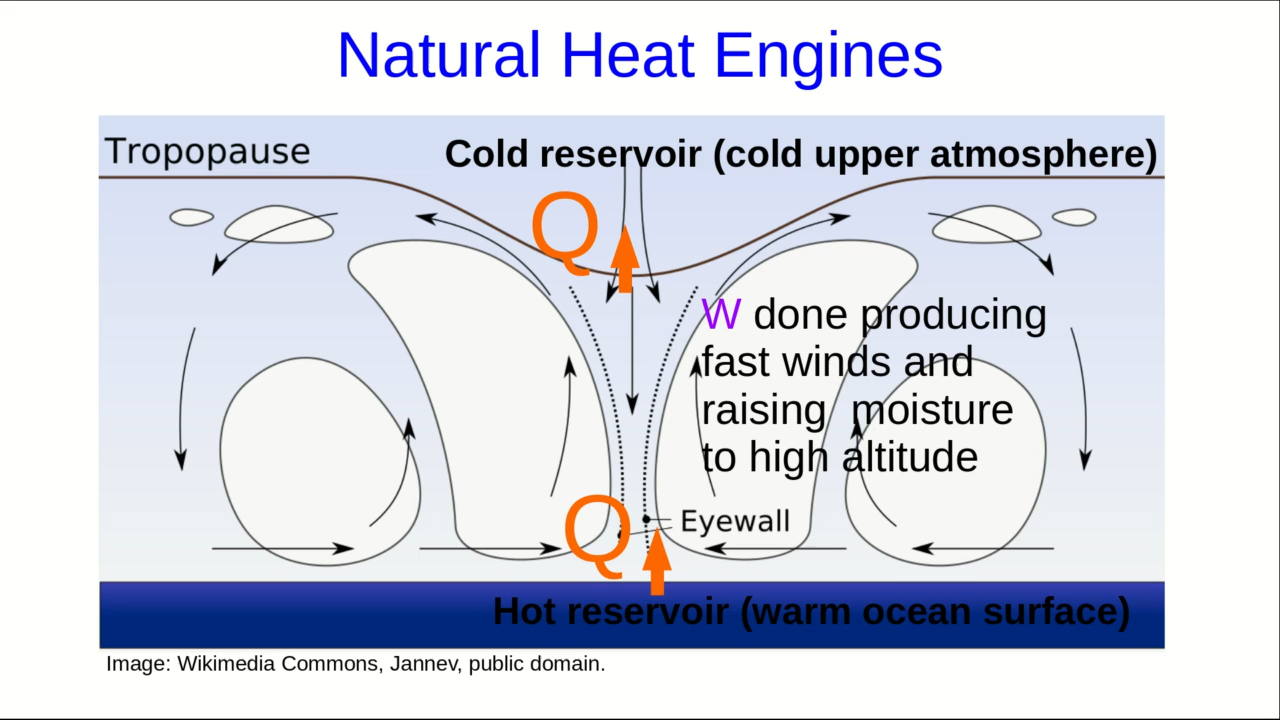 Natural Heat Engines
Tropopause
Cold reservoir (cold upper atmosphere)
Q
W done producing
fast winds and
raising  moisture
to high altitude
Q
Eyewall
Hot reservoir (warm ocean surface)
Image: Wikimedia Commons, Jannev, public domain.